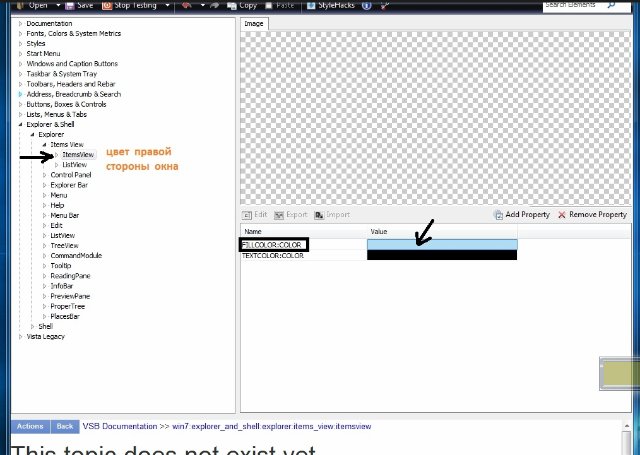 Open Save Stop Testing Copy Paste StyleHacks Search Elements
Documentation
Fonts, Colors & System Metrics
Styles
Start Menu
Windows and Caption Buttons
Taskbar & System Tray
Toolbars, Headers and Rebar
Address, Breadcrumb & Search
Buttons, Boxes & Controls
Lists, Menus & Tabs
Explorer & Shell
Explorer
Items View
ItemsView
ListView
Control Panel
Explorer Bar
Menu
Help
Menu Bar
Edit
ListView
TreeView
CommandModule
Tooltip
ReadingPane
InfoBar
PreviewPane
ProperTree
PlacesBar
Shell
Vista Legacy
цвет правой
стороны окна
Image
Edit Export Import Add Property Remove Property
Name Value
FILLCOLOR:COLOR
TEXTCOLOR:COLOR
Actions Back VSB Documentation >> win7:explorer_and_shell:explorer:items_view:itemsview
This topic does not exist yet